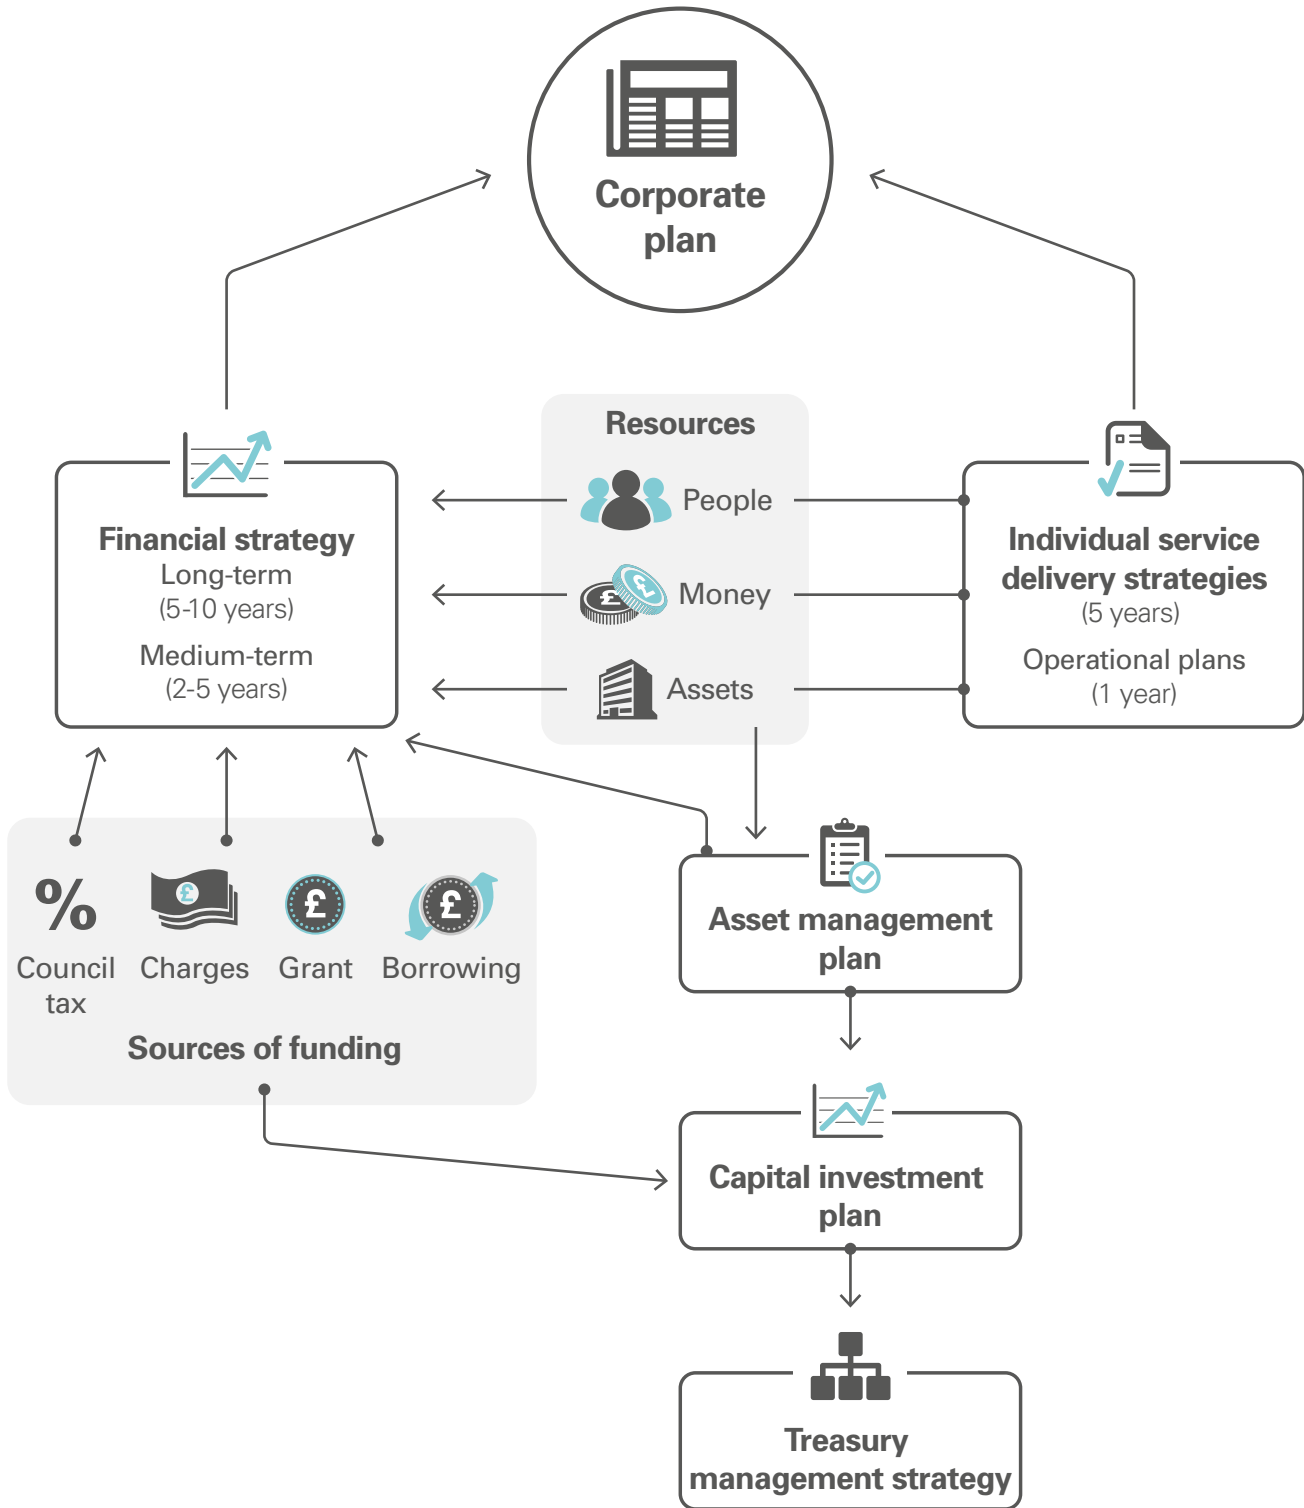 Corporate
plan
Resources
People
Money
Assets
Financial strategy
Long-term
(5-10 years)
Medium-term
(2-5 years)
Individual service
delivery strategies
(5 years)
Operational plans
(1 year)
£
£
%
£
£
£
Council
tax
Charges
Grant
Borrowing
Sources of funding
Asset management
plan
Capital investment
plan
Treasury
management strategy